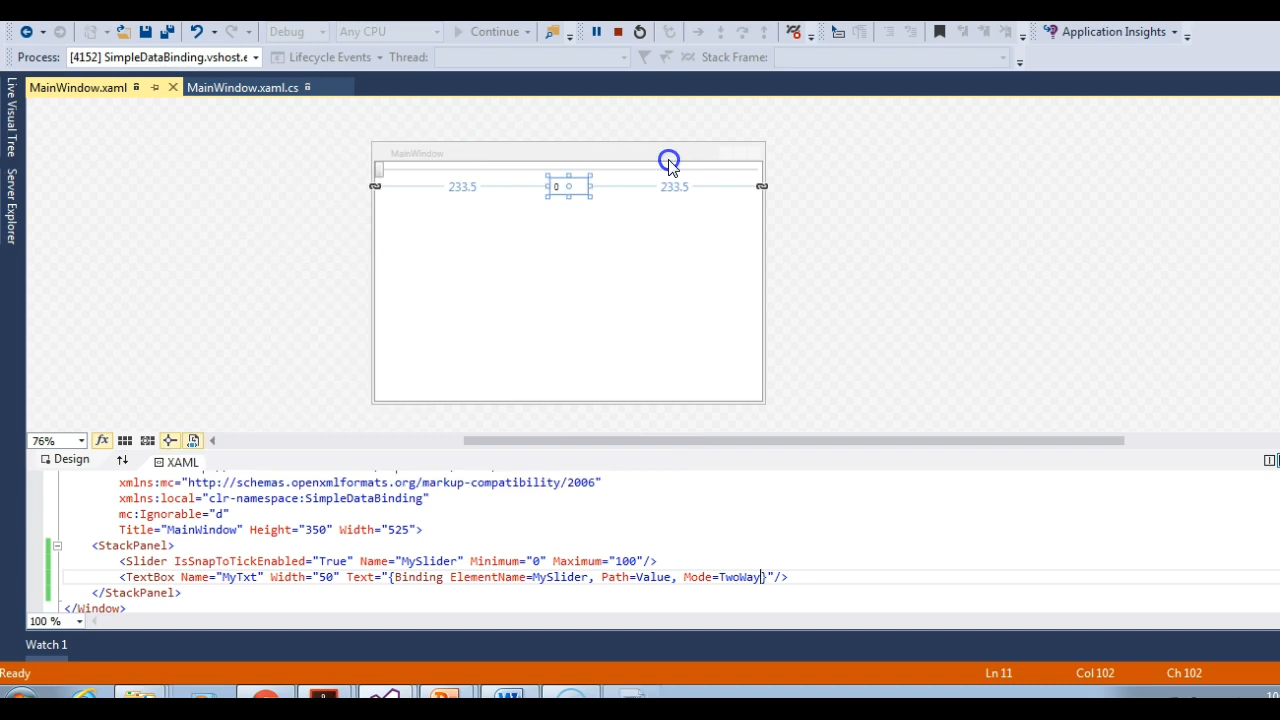 Debug Any CPU Continue Application Insights
Process: [4152] SimpleDataBinding.vshost.e Lifecycle Events Thread: Stack Frame:
MainWindow.xaml MainWindow.xaml.cs
Live Visual Tree
Server Explorer
MainWindow
233.5 0 233.5
76% fx
Design XAML
xmlns:mc="http://schemas.openxmlformats.org/markup-compatibility/2006"
xmlns:local="clr-namespace:SimpleDataBinding"
mc:Ignorable="d"
Title="MainWindow" Height="350" Width="525">
<StackPanel>
<Slider IsSnapToTickEnabled="True" Name="MySlider" Minimum="0" Maximum="100"/>
<TextBox Name="MyTxt" Width="50" Text="{Binding ElementName=MySlider, Path=Value, Mode=TwoWay}"/>
</StackPanel>
</Window>
100 %
Watch 1
Ready Ln 11 Col 102 Ch 102